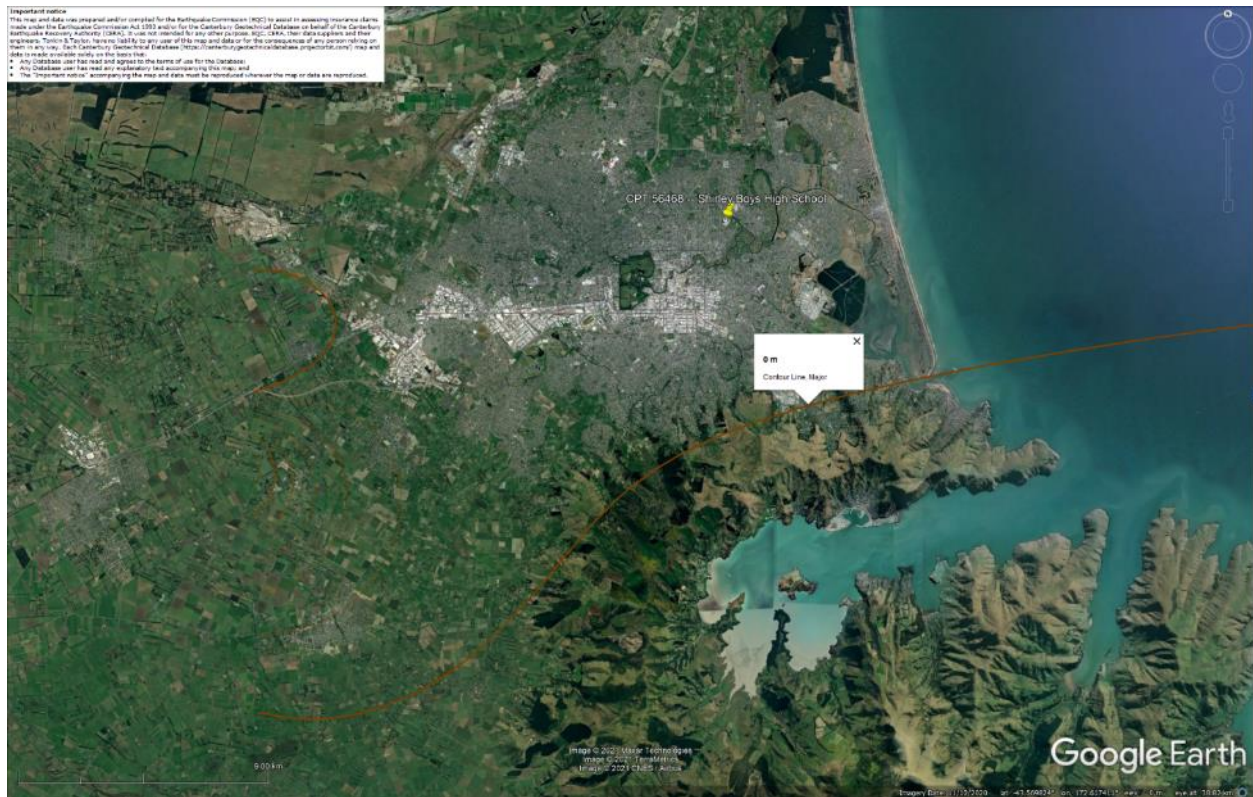 Important notice
This map and data was prepared and/or compiled for the Earthquake Commission (EQC) to assist in assessing insurance claims
made under the Earthquake Commission Act 1993 and/or for the Canterbury Geotechnical Database on behalf of the Canterbury
Earthquake Recovery Authority (CERA). It was not intended for any other purpose. EQC, CERA, their data suppliers and their
engineers, Tonkin & Taylor, have no liability to any user of this map and data or for the consequences of any person relying on
them in any way. Each Canterbury Geotechnical Database (https://canterburygeotechnicaldatabase.projectorbit.com/) map and
data is made available solely on the basis that:
• Any Database user has read and agrees to the terms of use for the Database;
• Any Database user has read any explanatory text accompanying this map; and
• The "Important notice" accompanying the map and data must be reproduced wherever the map or data are reproduced.
N
CPT 56468 - Shirley Boys High School
0 m
Contour Line, Major
9.00 km
Image © 2021 Maxar Technologies
Image © 2021 TerraMetrics
Image © 2021 CNES / Airbus
Google Earth
Imagery Date: lat lon elev 0 m eye alt